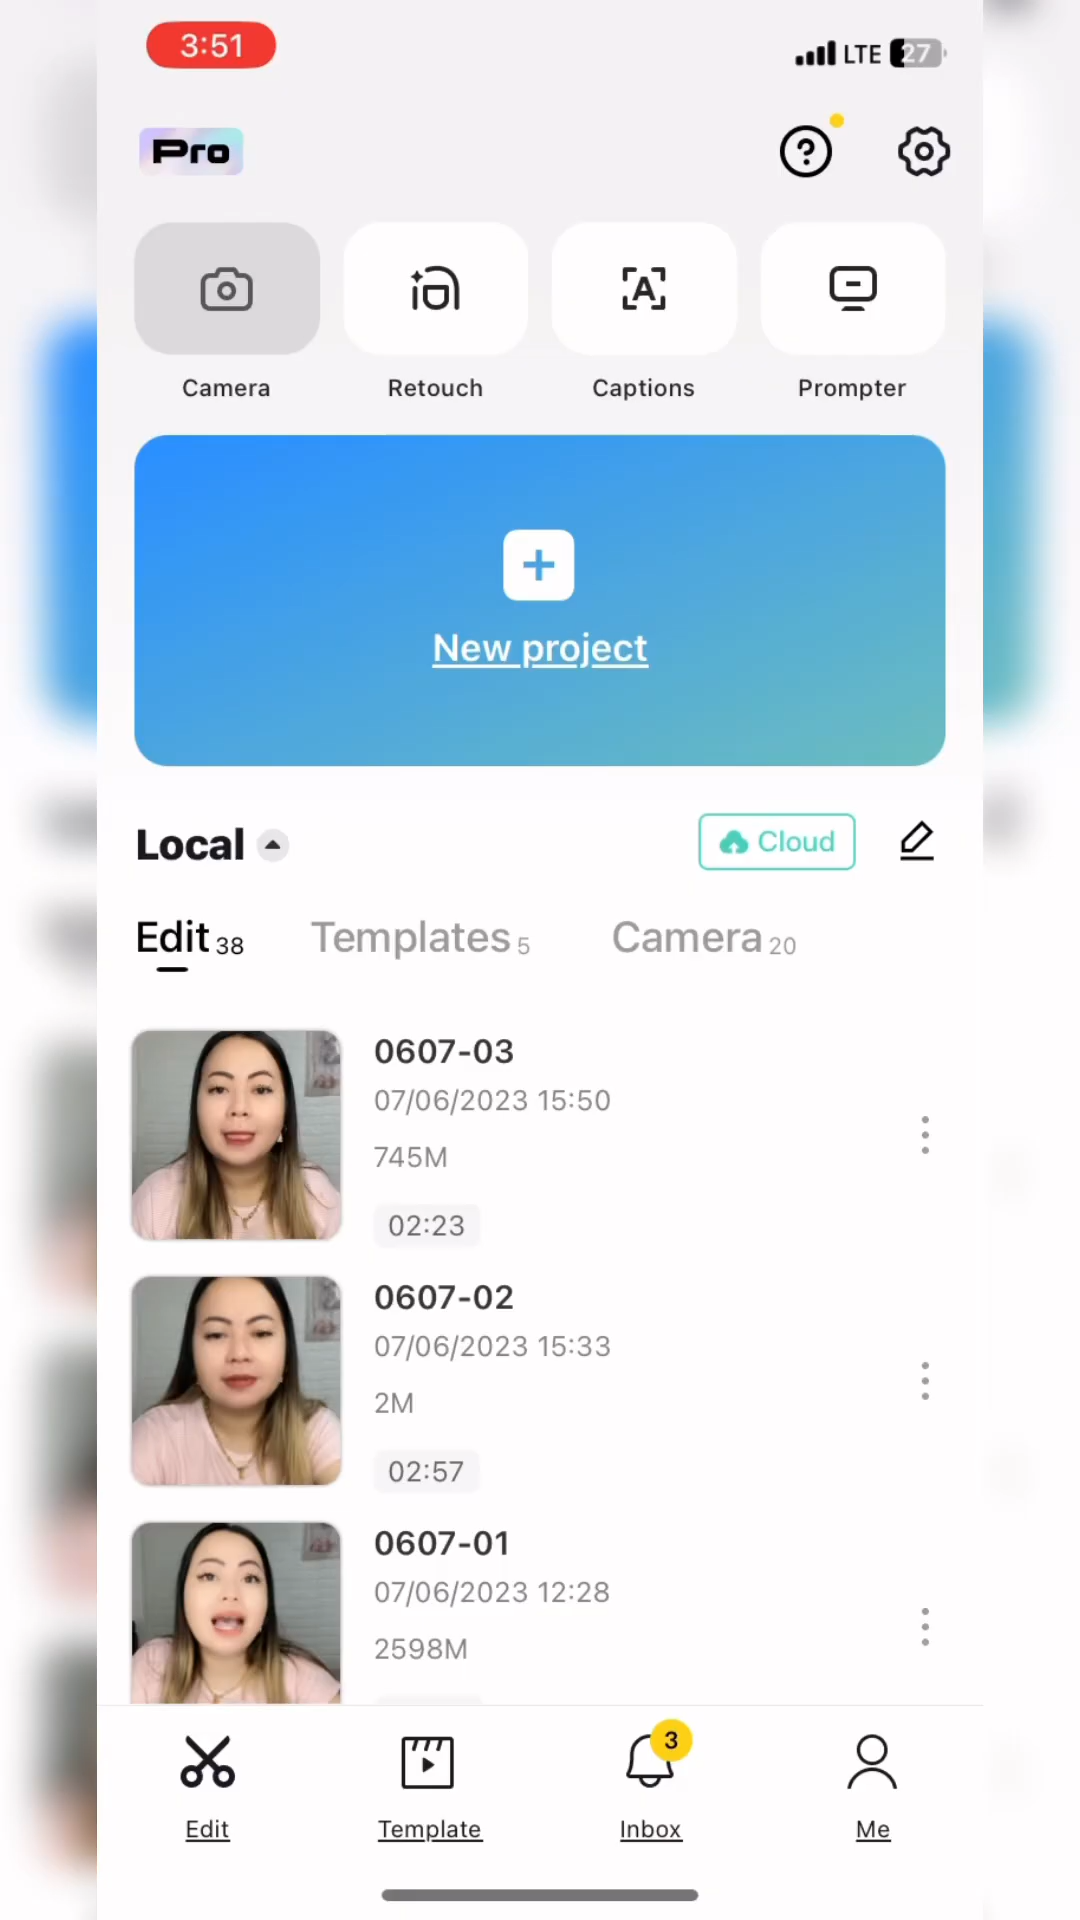 3:51
LTE 27
Pro
Camera
Retouch
Captions
Prompter
New project
Local
Cloud
Edit 38
Templates 5
Camera 20
0607-03
07/06/2023 15:50
745M
02:23
0607-02
07/06/2023 15:33
2M
02:57
0607-01
07/06/2023 12:28
2598M
3
Edit
Template
Inbox
Me